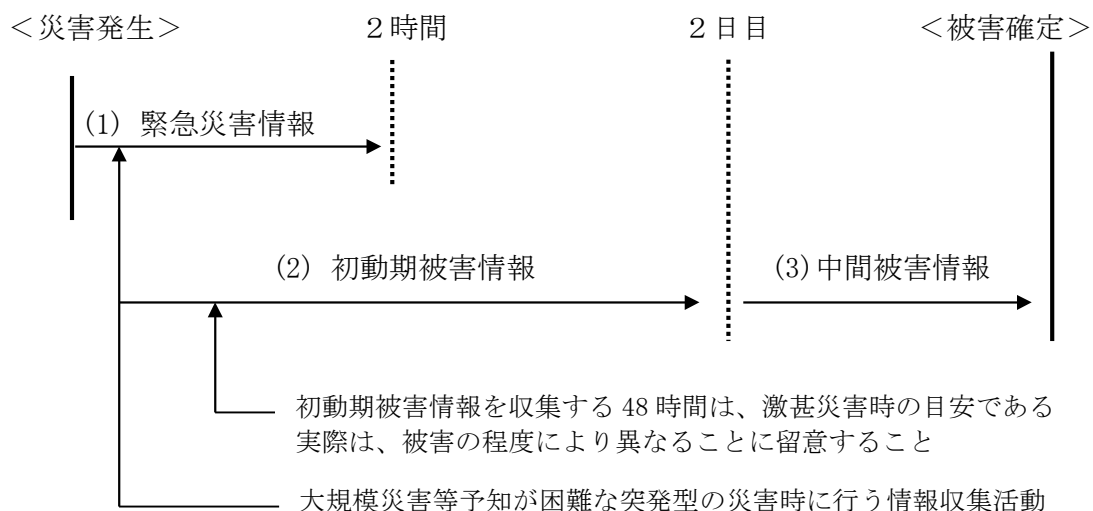 ＜災害発生＞ ２時間 ２日目 ＜被害確定＞
(1) 緊急災害情報
(2) 初動期被害情報 (3)中間被害情報
初動期被害情報を収集する 48 時間は、激甚災害時の目安である
実際は、被害の程度により異なることに留意すること
大規模災害等予知が困難な突発型の災害時に行う情報収集活動